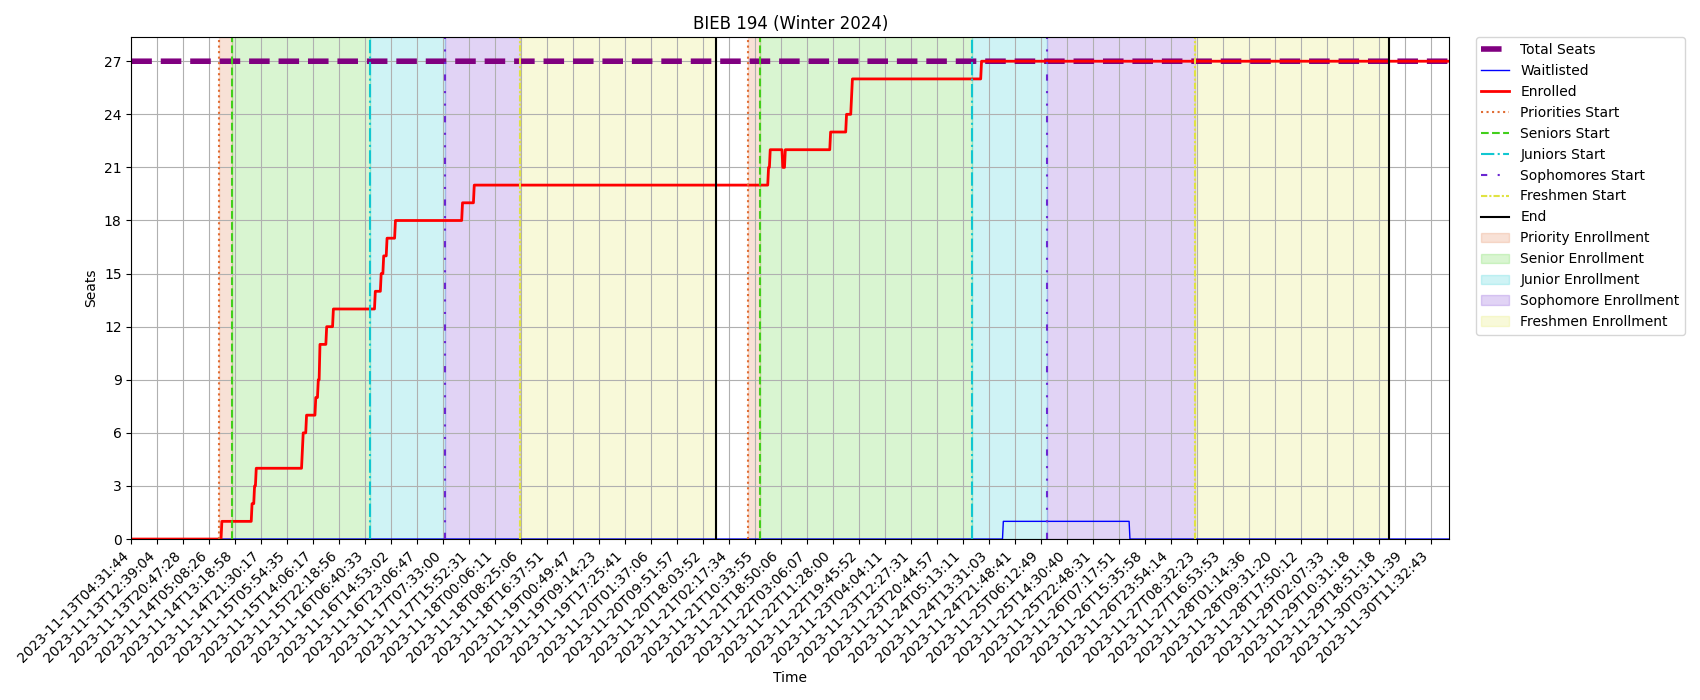 BIEB 194 (Winter 2024)
Seats
27
24
21
18
15
12
9
6
3
0
2023-11-13T04:31:44
2023-11-13T12:39:04
2023-11-13T20:47:28
2023-11-14T05:08:26
2023-11-14T13:18:58
2023-11-14T21:30:17
2023-11-15T05:54:35
2023-11-15T14:06:17
2023-11-15T22:18:56
2023-11-16T06:40:33
2023-11-16T14:53:02
2023-11-16T23:06:47
2023-11-17T07:33:00
2023-11-17T15:52:31
2023-11-18T00:06:11
2023-11-18T08:25:06
2023-11-18T16:37:51
2023-11-19T00:49:47
2023-11-19T09:14:23
2023-11-19T17:25:41
2023-11-20T01:37:06
2023-11-20T09:51:57
2023-11-20T18:03:52
2023-11-21T02:17:34
2023-11-21T10:33:55
2023-11-21T18:50:06
2023-11-22T03:06:07
2023-11-22T11:28:00
2023-11-22T19:45:52
2023-11-23T04:04:11
2023-11-23T12:27:31
2023-11-23T20:44:57
2023-11-24T05:13:11
2023-11-24T13:31:03
2023-11-24T21:48:41
2023-11-25T06:12:49
2023-11-25T14:30:40
2023-11-25T22:48:31
2023-11-26T07:17:51
2023-11-26T15:35:58
2023-11-26T23:54:14
2023-11-27T08:32:23
2023-11-27T16:53:53
2023-11-28T01:14:36
2023-11-28T09:31:20
2023-11-28T17:50:12
2023-11-29T02:07:33
2023-11-29T10:31:18
2023-11-29T18:51:18
2023-11-30T03:11:39
2023-11-30T11:32:43
Time
Total Seats
Waitlisted
Enrolled
Priorities Start
Seniors Start
Juniors Start
Sophomores Start
Freshmen Start
End
Priority Enrollment
Senior Enrollment
Junior Enrollment
Sophomore Enrollment
Freshmen Enrollment